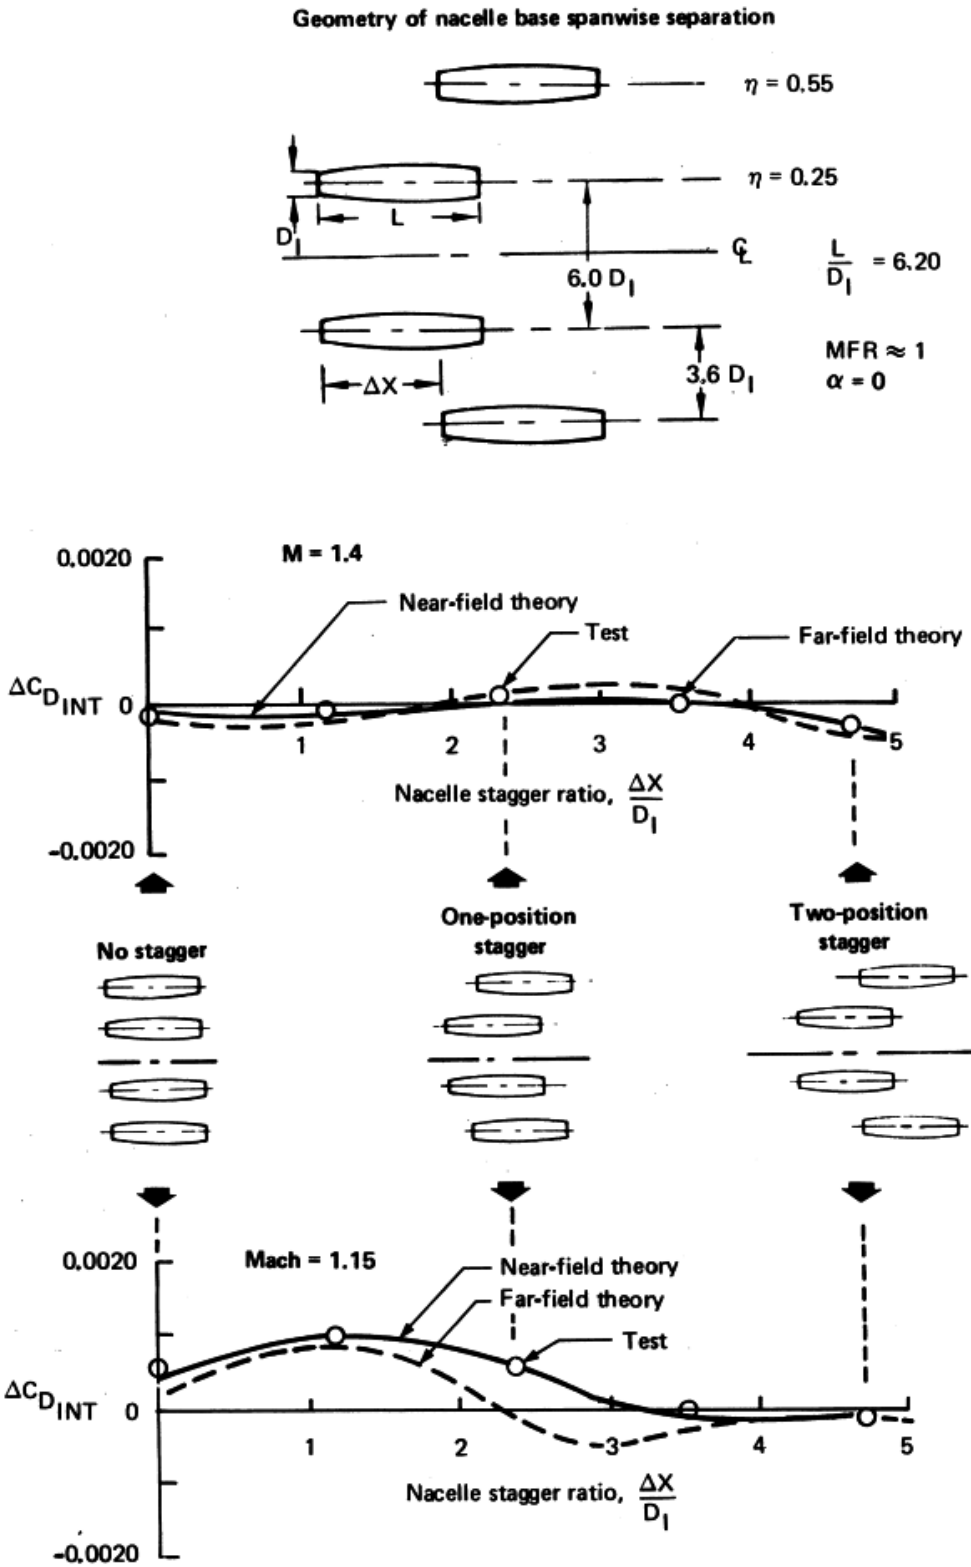 Geometry of nacelle base spanwise separation
η = 0.55
η = 0.25
D_I
L
℄
6.0 D_I
L/D_I = 6.20
MFR ≈ 1
α = 0
ΔX
3.6 D_I
0.0020
M = 1.4
Near-field theory
Test
Far-field theory
ΔC_D_INT
0
1
2
3
4
5
Nacelle stagger ratio, ΔX/D_I
-0.0020
No stagger
One-position
stagger
Two-position
stagger
0.0020
Mach = 1.15
Near-field theory
Far-field theory
Test
ΔC_D_INT
0
1
2
3
4
5
Nacelle stagger ratio, ΔX/D_I
-0.0020